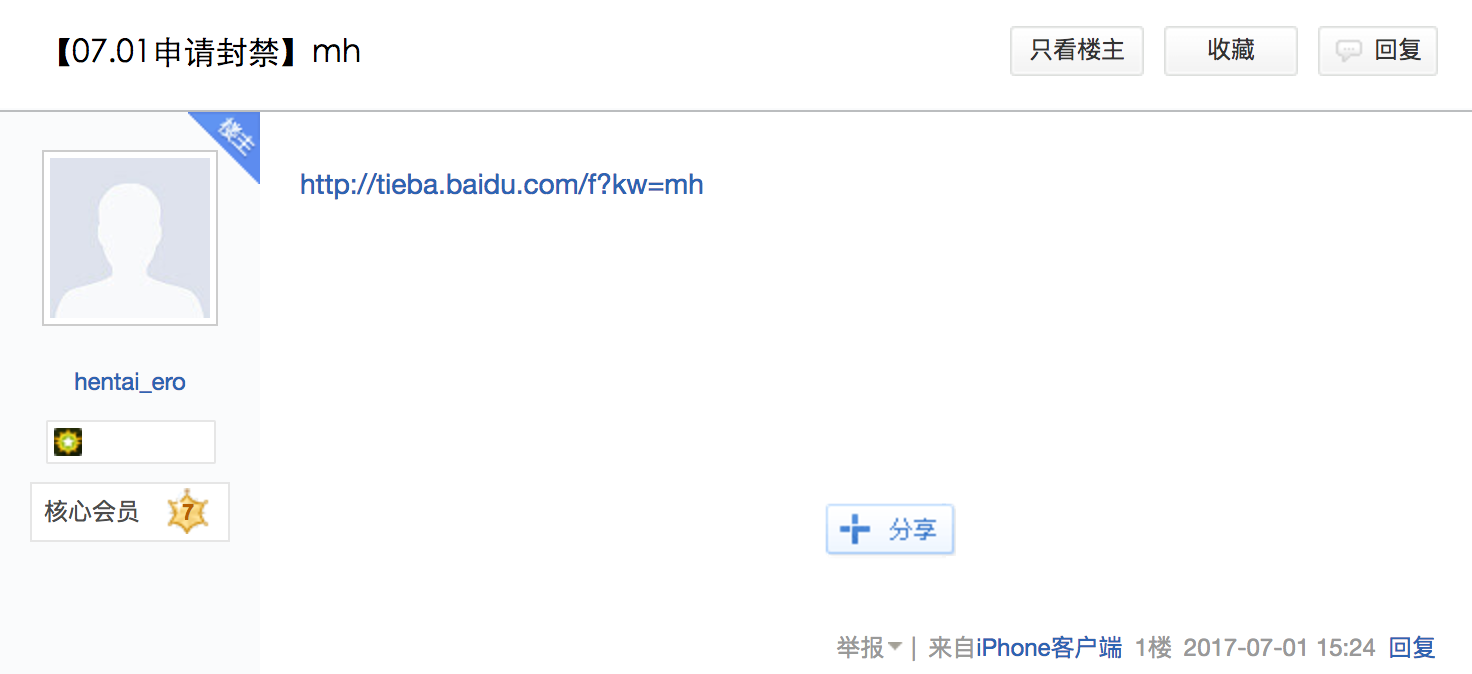 【07.01申请封禁】mh
只看楼主
收藏
回复
楼主
http://tieba.baidu.com/f?kw=mh
hentai_ero
核心会员 7
分享
举报 | 来自iPhone客户端 1楼 2017-07-01 15:24 回复